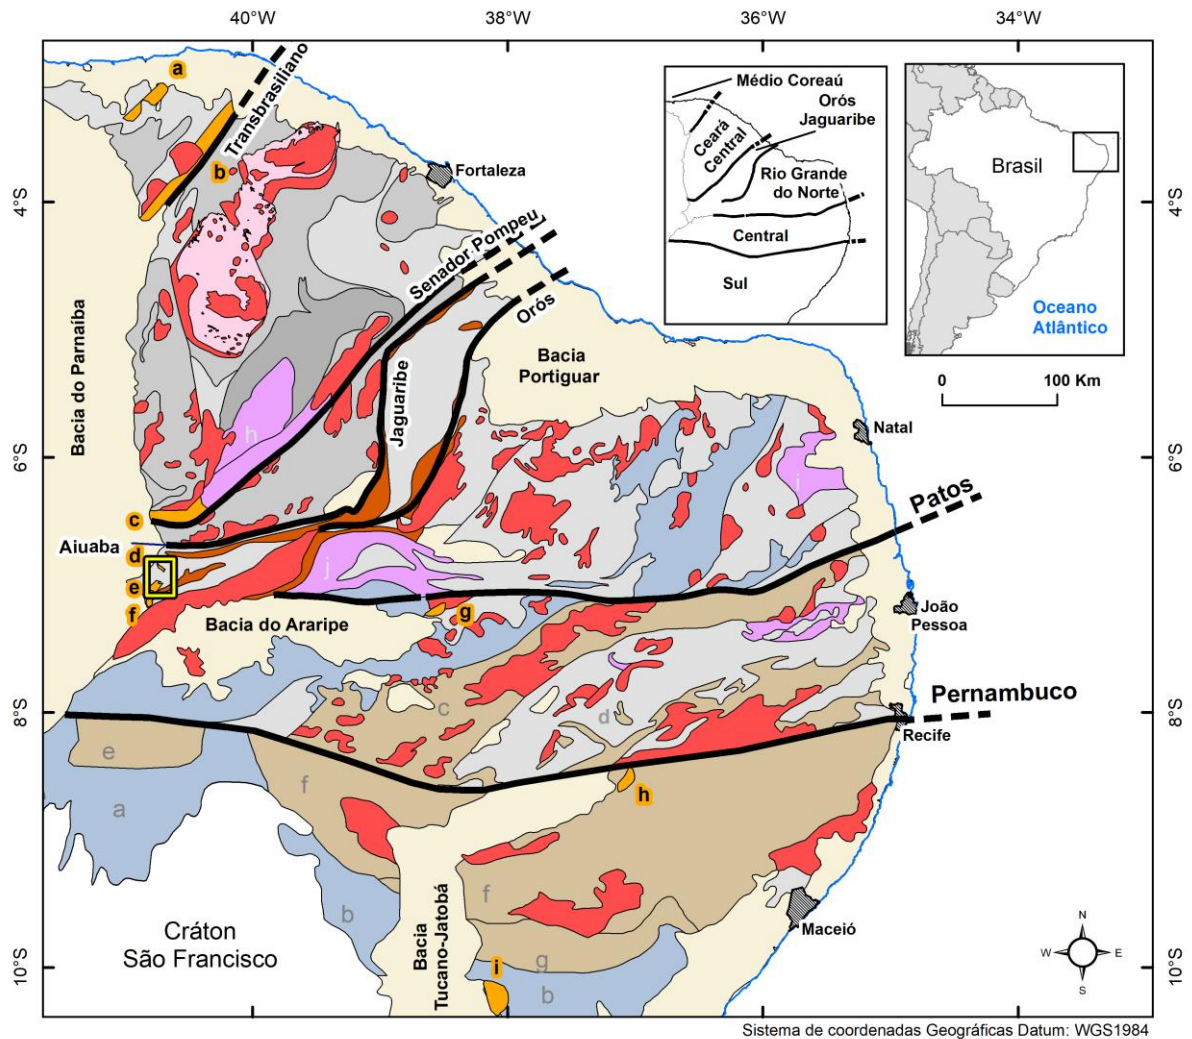 40°W
38°W
36°W
34°W
a
Transbrasiliano
b
Fortaleza
4°S
4°S
Médio Coreaú
Orós
Jaguaribe
Ceará
Central
Rio Grande
do Norte
Central
Sul
Brasil
Oceano
Atlântico
0
100 Km
Senador Pompeu
Orós
Bacia do Parnaíba
Bacia
Portiguar
Jaguaribe
h
i
Natal
6°S
6°S
c
Patos
Aiuaba
d
e
f
j
g
Bacia do Araripe
João
Pessoa
c
d
Pernambuco
8°S
8°S
Recife
e
f
a
h
f
b
Maceió
Cráton
São Francisco
Bacia
Tucano-Jatobá
g
i
b
N
W
E
S
10°S
10°S
Sistema de coordenadas Geográficas Datum: WGS1984